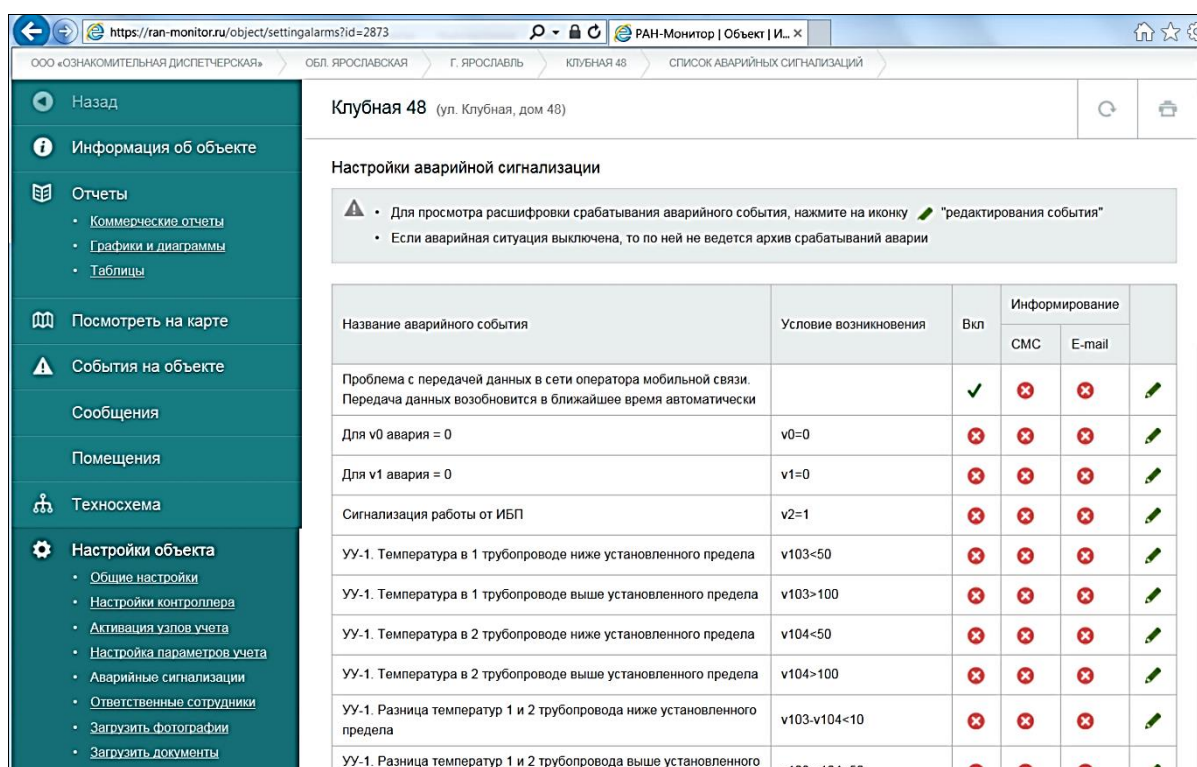 https://ran-monitor.ru/object/settingalarms?id=2873
РАН-Монитор | Объект | И...
ООО «ОЗНАКОМИТЕЛЬНАЯ ДИСПЕТЧЕРСКАЯ» ОБЛ. ЯРОСЛАВСКАЯ Г. ЯРОСЛАВЛЬ КЛУБНАЯ 48 СПИСОК АВАРИЙНЫХ СИГНАЛИЗАЦИЙ
Назад
Информация об объекте
Отчеты
Коммерческие отчеты
Графики и диаграммы
Таблицы
Посмотреть на карте
События на объекте
Сообщения
Помещения
Техносхема
Настройки объекта
Общие настройки
Настройки контроллера
Активация узлов учета
Настройка параметров учета
Аварийные сигнализации
Ответственные сотрудники
Загрузить фотографии
Загрузить документы
Клубная 48 (ул. Клубная, дом 48)
Настройки аварийной сигнализации
• Для просмотра расшифровки срабатывания аварийного события, нажмите на иконку "редактирования события"
• Если аварийная ситуация выключена, то по ней не ведется архив срабатываний аварии
Название аварийного события Условие возникновения Вкл Информирование
СМС E-mail
Проблема с передачей данных в сети оператора мобильной связи.
Передача данных возобновится в ближайшее время автоматически
Для v0 авария = 0 v0=0
Для v1 авария = 0 v1=0
Сигнализация работы от ИБП v2=1
УУ-1. Температура в 1 трубопроводе ниже установленного предела v103<50
УУ-1. Температура в 1 трубопроводе выше установленного предела v103>100
УУ-1. Температура в 2 трубопроводе ниже установленного предела v104<50
УУ-1. Температура в 2 трубопроводе выше установленного предела v104>100
УУ-1. Разница температур 1 и 2 трубопровода ниже установленного
предела v103-v104<10
УУ-1. Разница температур 1 и 2 трубопровода выше установленного